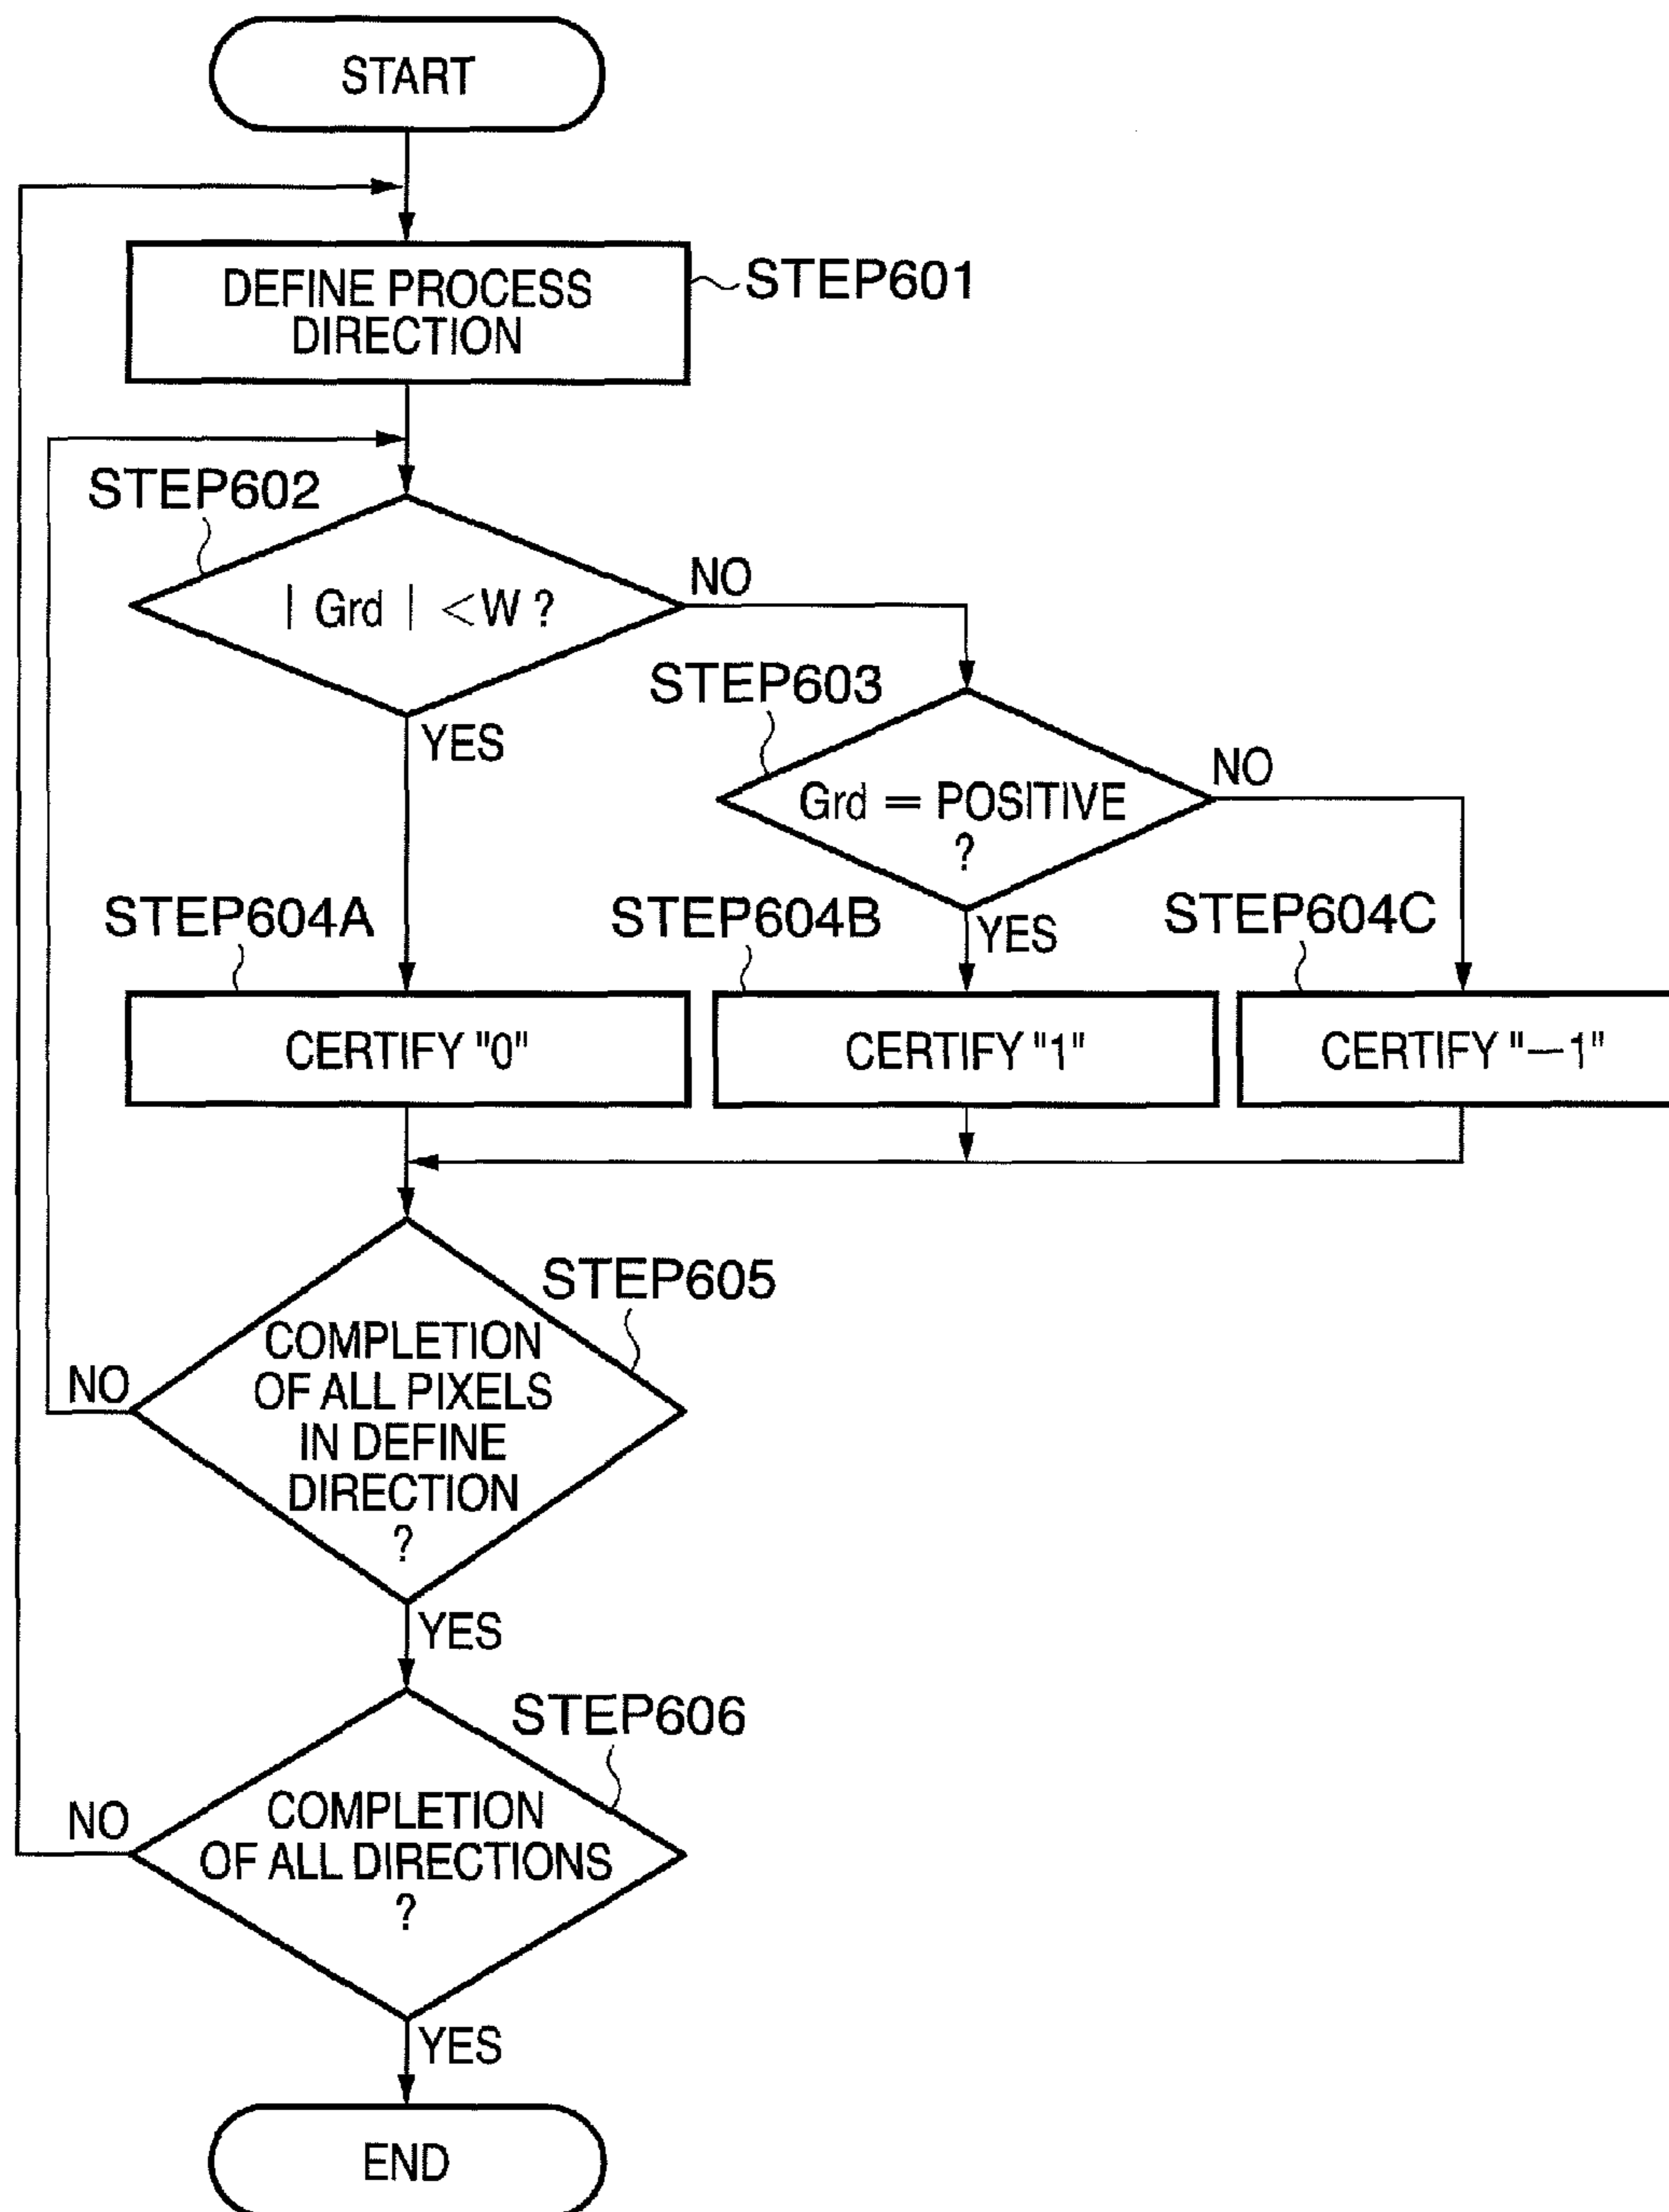 START
DEFINE PROCESS
DIRECTION
STEP601
STEP602
| Grd | <W ?
NO
YES
STEP603
Grd = POSITIVE
?
NO
YES
STEP604A
STEP604B
STEP604C
CERTIFY "0"
CERTIFY "1"
CERTIFY "—1"
STEP605
COMPLETION
OF ALL PIXELS
IN DEFINE
DIRECTION
?
NO
YES
STEP606
COMPLETION
OF ALL DIRECTIONS
?
NO
YES
END